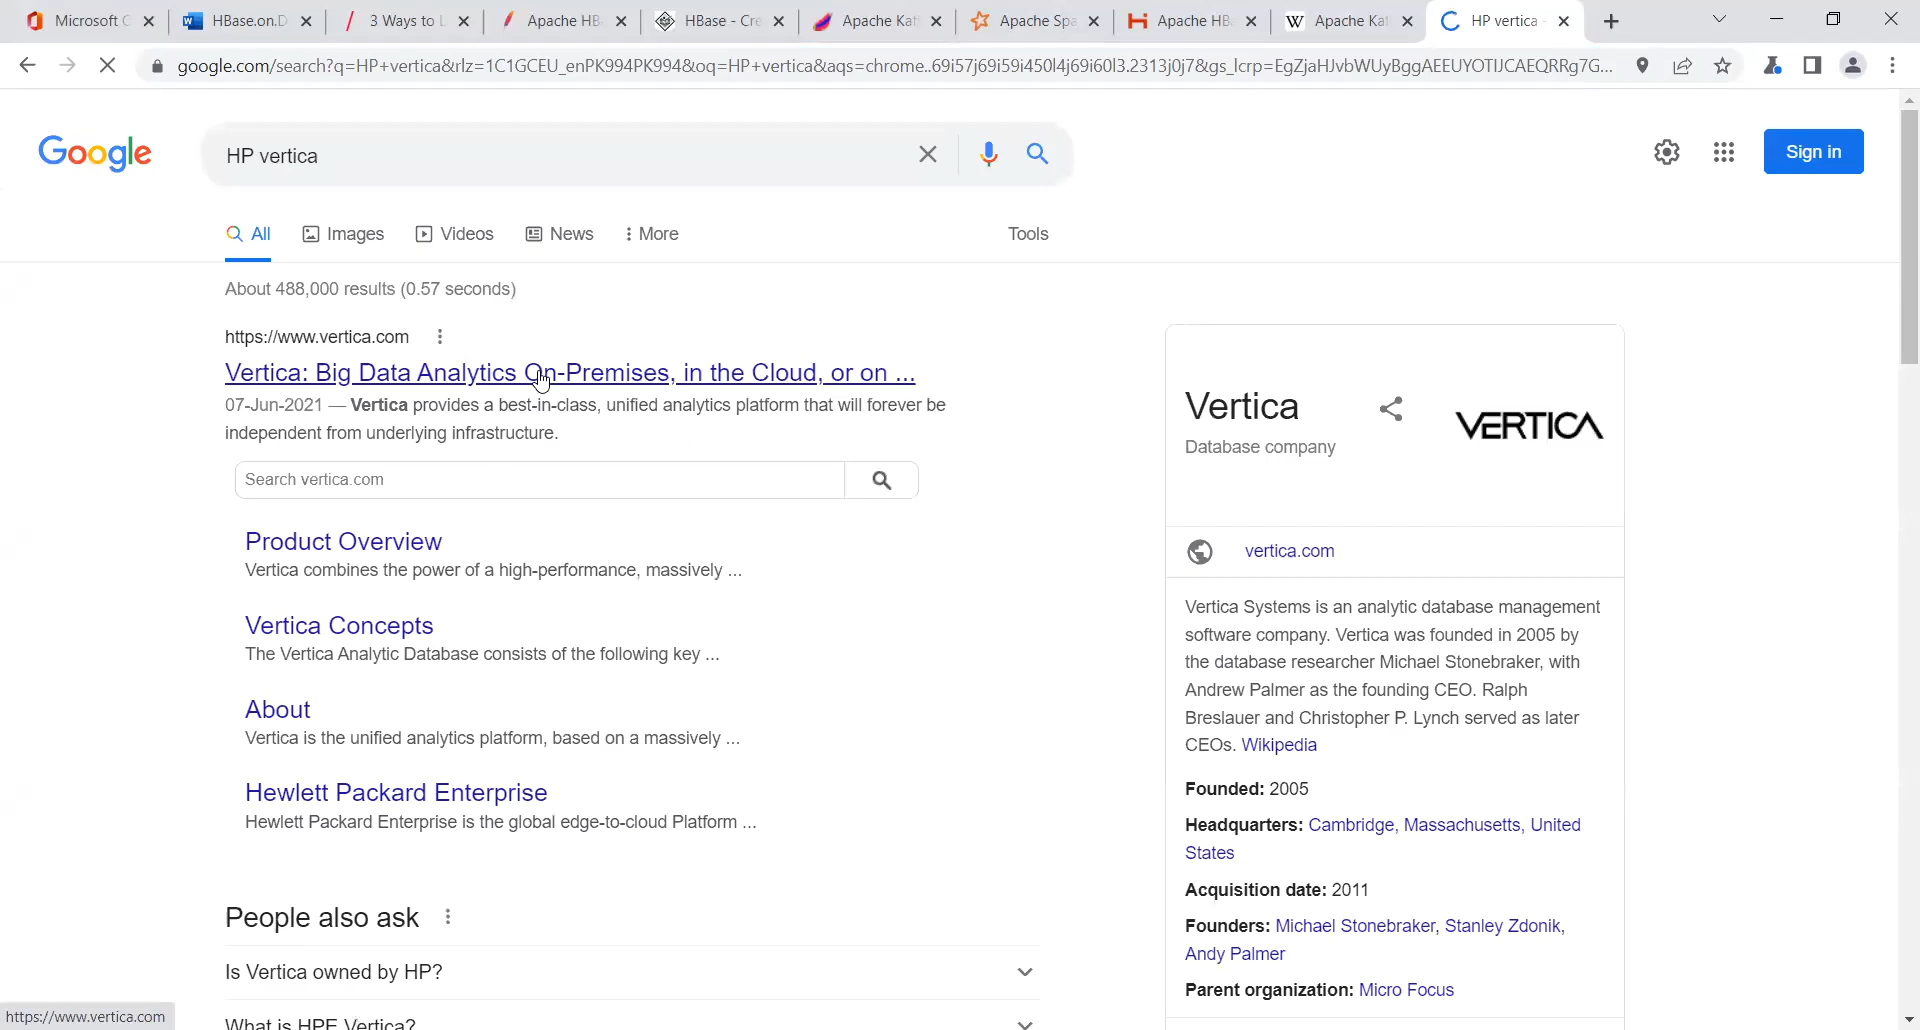 Microsoft C
HBase.on.D
3 Ways to L
Apache HB
HBase - Cre
Apache Kaf
Apache Spa
Apache HB
Apache Kaf
HP vertica -
google.com/search?q=HP+vertica&rlz=1C1GCEU_enPK994PK994&oq=HP+vertica&aqs=chrome..69i57j69i59i450l4j69i60l3.2313j0j7&gs_lcrp=EgZjaHJvbWUyBggAEEUYOTIJCAEQRRg7G...
Google
HP vertica
Sign in
All
Images
Videos
News
More
Tools
About 488,000 results (0.57 seconds)
https://www.vertica.com
Vertica: Big Data Analytics On-Premises, in the Cloud, or on ...
07-Jun-2021 — Vertica provides a best-in-class, unified analytics platform that will forever be
independent from underlying infrastructure.
Search vertica.com
Product Overview
Vertica combines the power of a high-performance, massively ...
Vertica Concepts
The Vertica Analytic Database consists of the following key ...
About
Vertica is the unified analytics platform, based on a massively ...
Hewlett Packard Enterprise
Hewlett Packard Enterprise is the global edge-to-cloud Platform ...
People also ask
Is Vertica owned by HP?
What is HPE Vertica?
Vertica
Database company
VERTICA
vertica.com
Vertica Systems is an analytic database management
software company. Vertica was founded in 2005 by
the database researcher Michael Stonebraker, with
Andrew Palmer as the founding CEO. Ralph
Breslauer and Christopher P. Lynch served as later
CEOs. Wikipedia
Founded: 2005
Headquarters: Cambridge, Massachusetts, United
States
Acquisition date: 2011
Founders: Michael Stonebraker, Stanley Zdonik,
Andy Palmer
Parent organization: Micro Focus
https://www.vertica.com